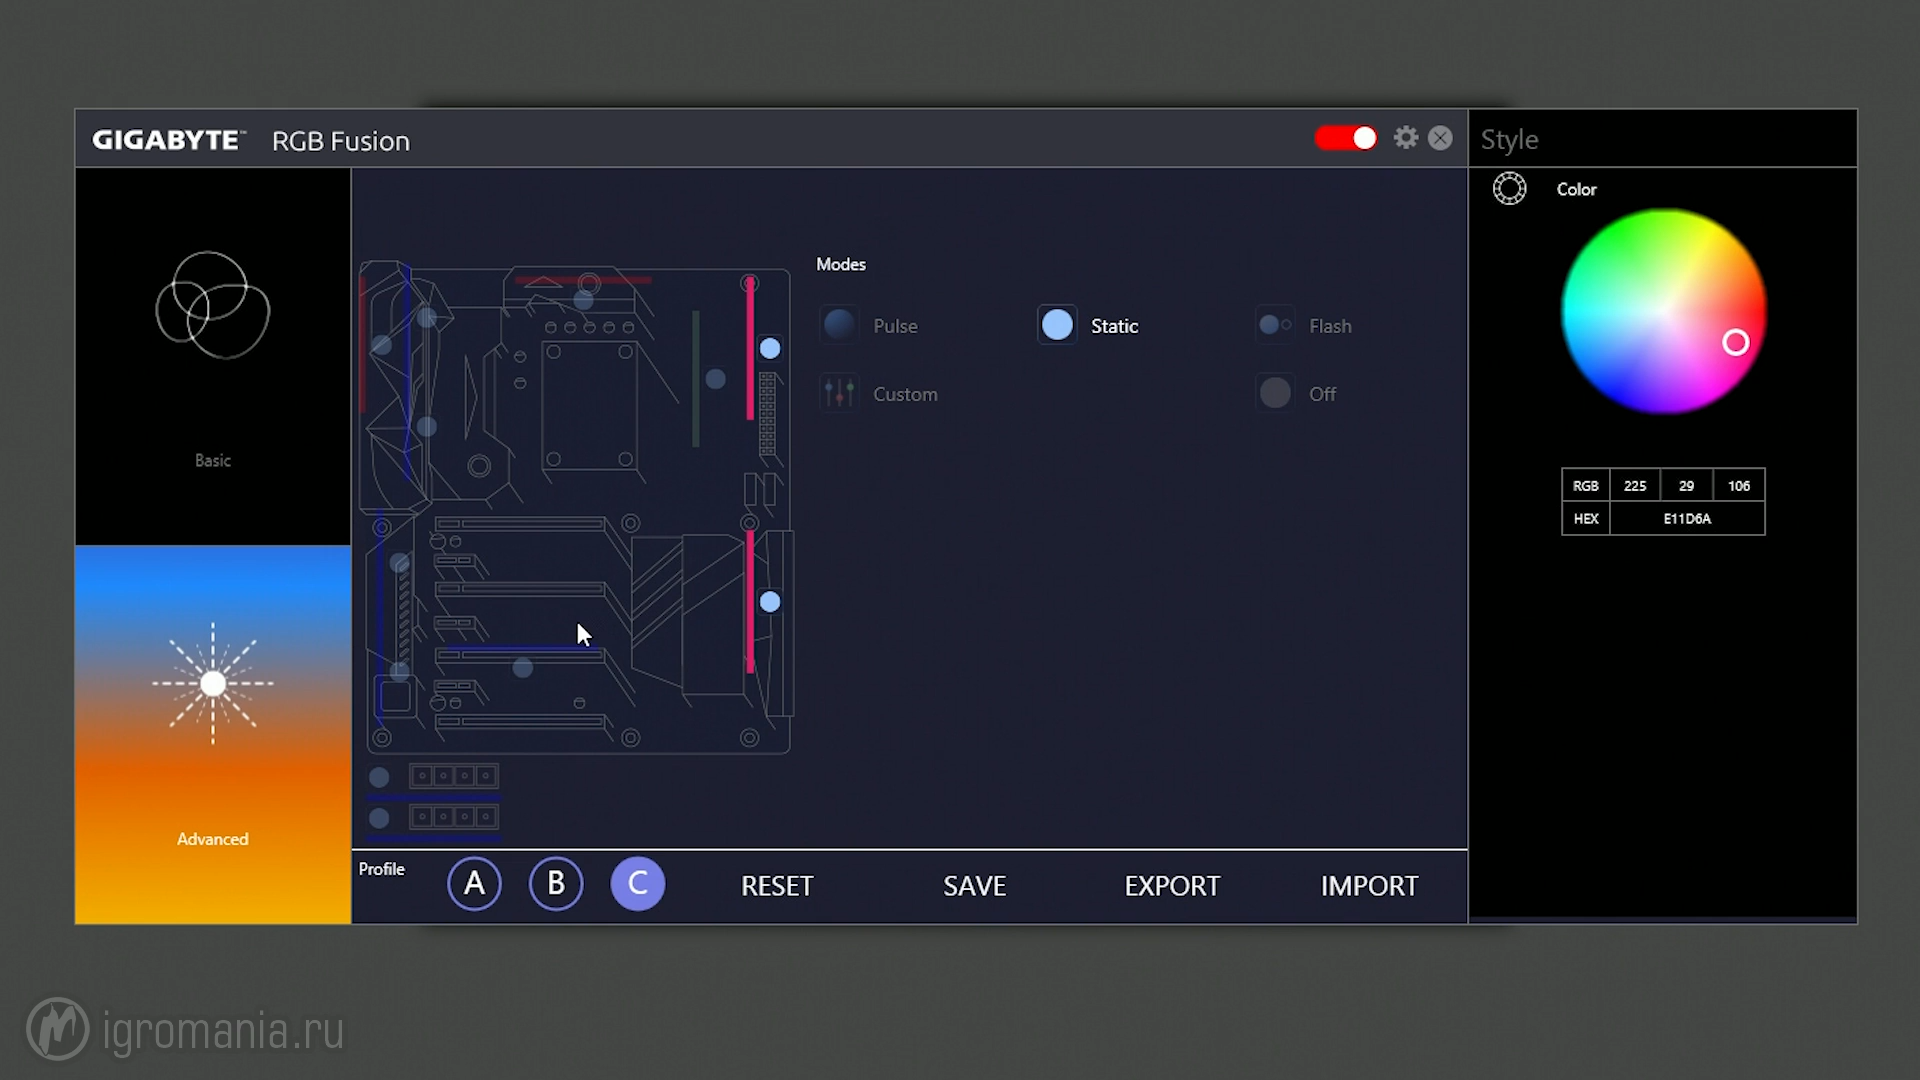 GIGABYTE™ RGB Fusion
Style
Color
Modes
Pulse
Static
Flash
Custom
Off
Basic
RGB 225 29 106
HEX E11D6A
Advanced
Profile
A B C RESET SAVE EXPORT IMPORT
igromania.ru